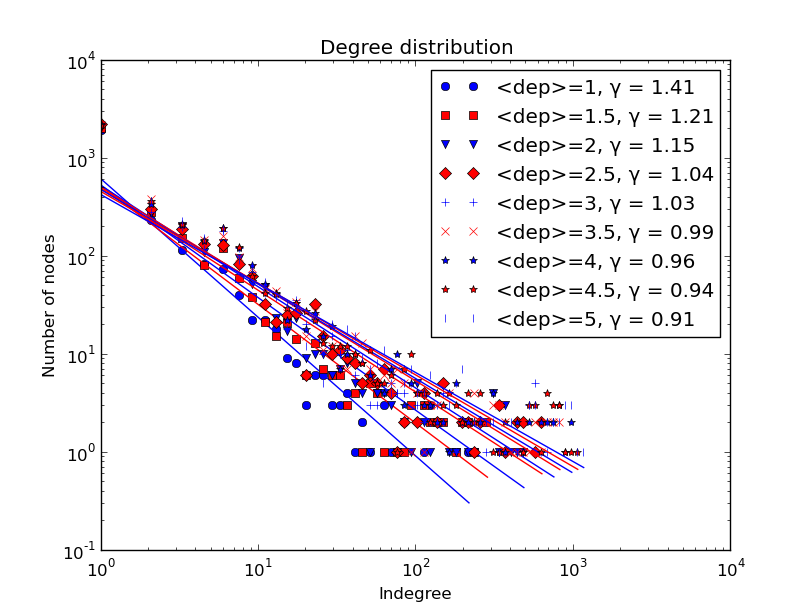 Degree distribution
10^4
10^3
10^2
10^1
10^0
10^-1
Number of nodes
<dep>=1, γ = 1.41
<dep>=1.5, γ = 1.21
<dep>=2, γ = 1.15
<dep>=2.5, γ = 1.04
<dep>=3, γ = 1.03
<dep>=3.5, γ = 0.99
<dep>=4, γ = 0.96
<dep>=4.5, γ = 0.94
<dep>=5, γ = 0.91
10^0 10^1 10^2 10^3 10^4
Indegree